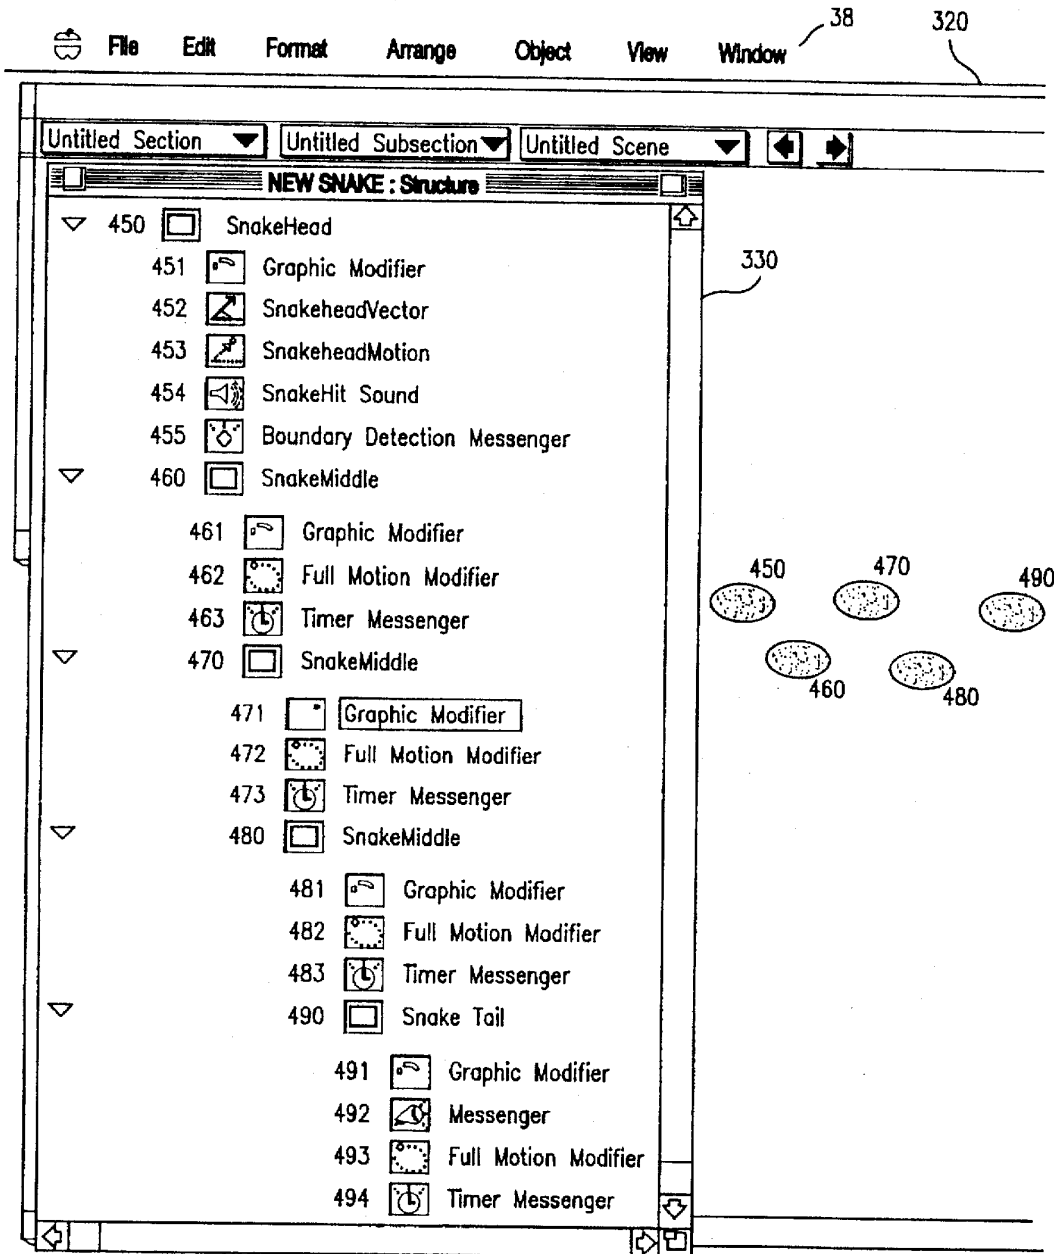 38
320
File Edit Format Arrange Object View Window
Untitled Section Untitled Subsection Untitled Scene
NEW SNAKE : Structure
450 SnakeHead
330
451 Graphic Modifier
452 SnakeheadVector
453 SnakeheadMotion
454 SnakeHit Sound
455 Boundary Detection Messenger
460 SnakeMiddle
461 Graphic Modifier
462 Full Motion Modifier
463 Timer Messenger
470 SnakeMiddle
450 470 490
460 480
471 Graphic Modifier
472 Full Motion Modifier
473 Timer Messenger
480 SnakeMiddle
481 Graphic Modifier
482 Full Motion Modifier
483 Timer Messenger
490 Snake Tail
491 Graphic Modifier
492 Messenger
493 Full Motion Modifier
494 Timer Messenger